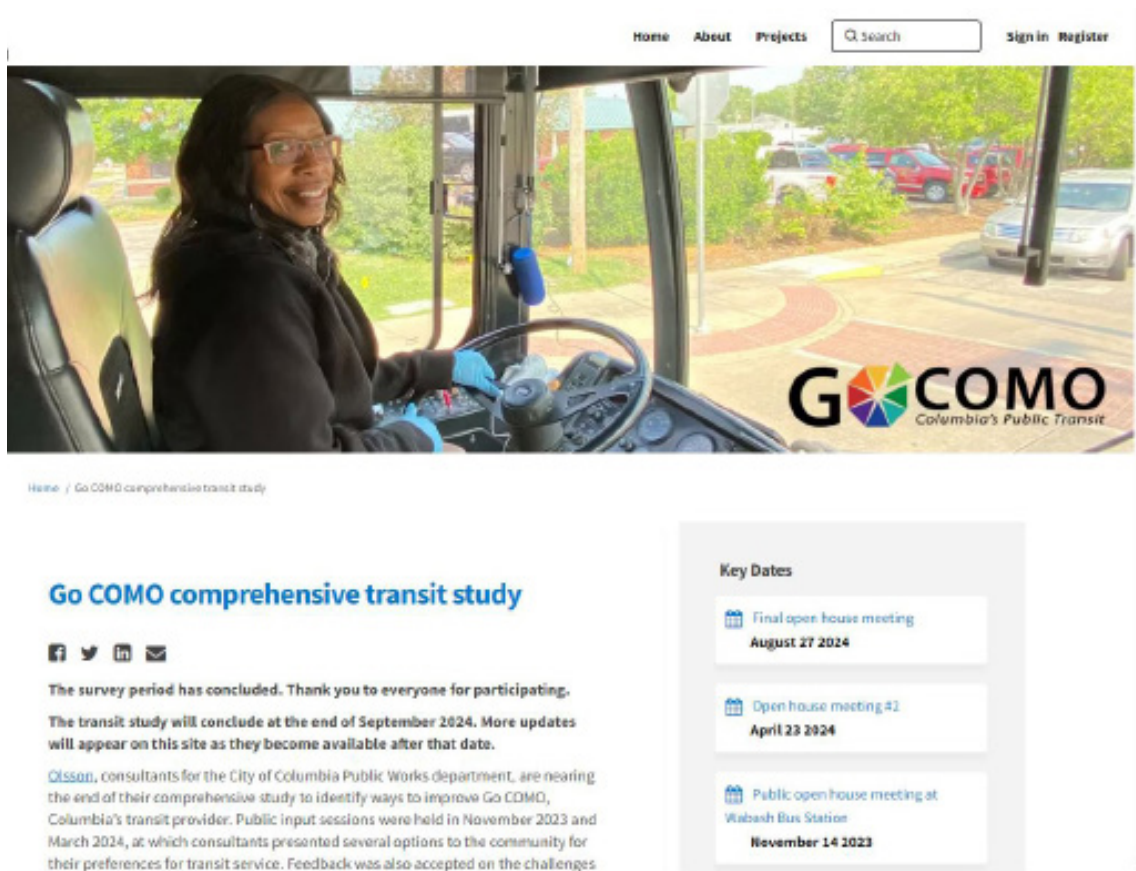 Home About Projects Search Sign in Register
GO COMO
Columbia's Public Transit
Home / Go COMO comprehensive transit study
Go COMO comprehensive transit study
The survey period has concluded. Thank you to everyone for participating.
The transit study will conclude at the end of September 2024. More updates
will appear on this site as they become available after that date.
Olsson, consultants for the City of Columbia Public Works department, are nearing
the end of their comprehensive study to identify ways to improve Go COMO,
Columbia's transit provider. Public input sessions were held in November 2023 and
March 2024, at which consultants presented several options to the community for
their preferences for transit service. Feedback was also accepted on the challenges
Key Dates
Final open house meeting
August 27 2024
Open house meeting #2
April 23 2024
Public open house meeting at
Wabash Bus Station
November 14 2023